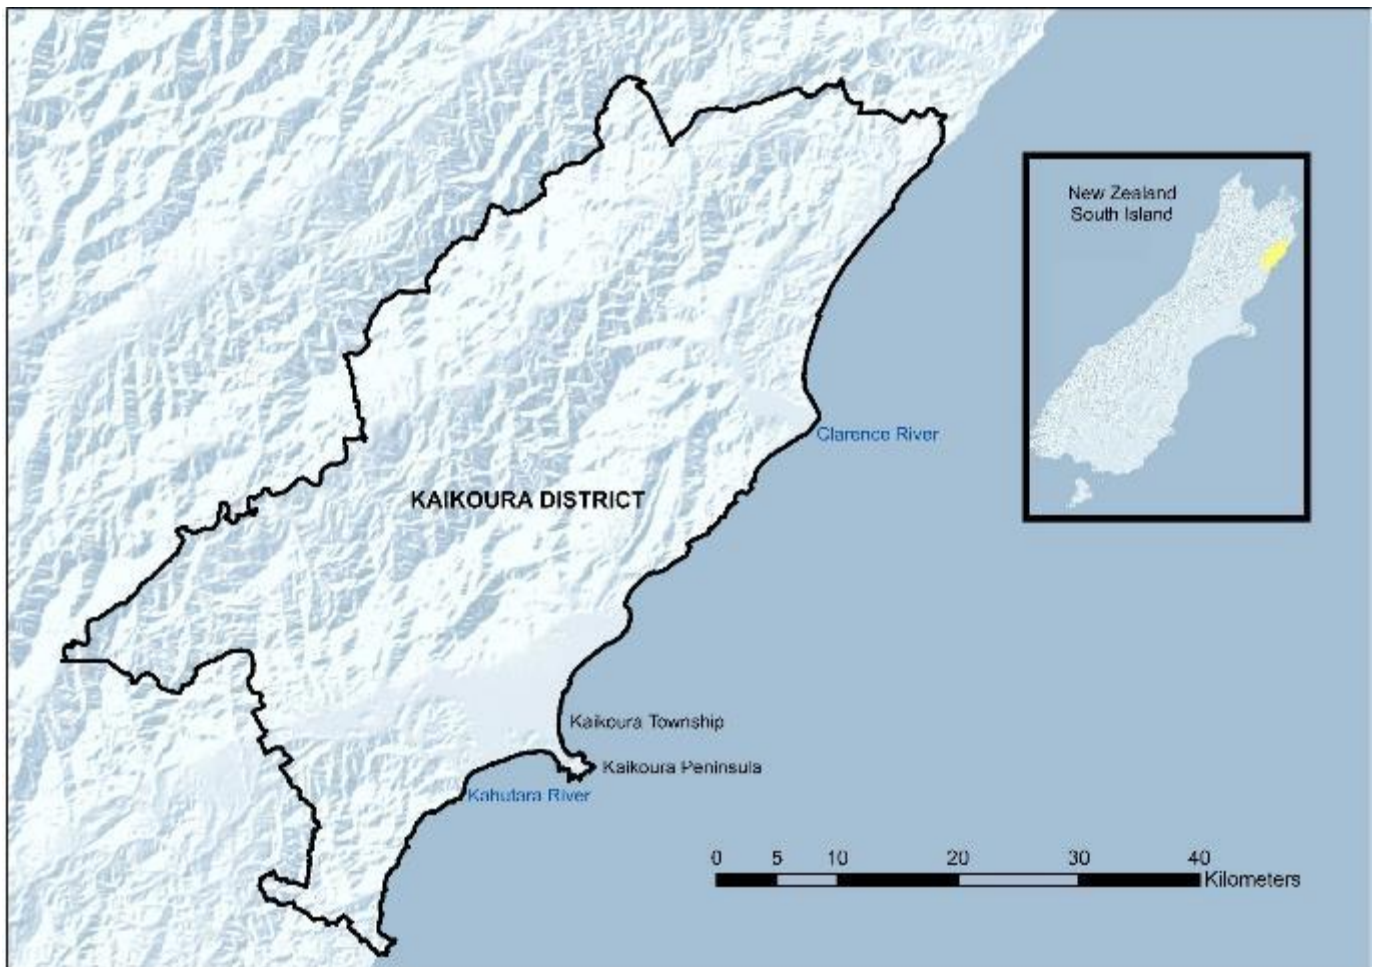 New Zealand
South Island
Clarence River
KAIKOURA DISTRICT
Kaikoura Township
Kaikoura Peninsula
Kahutara River
0 5 10 20 30 40
Kilometers